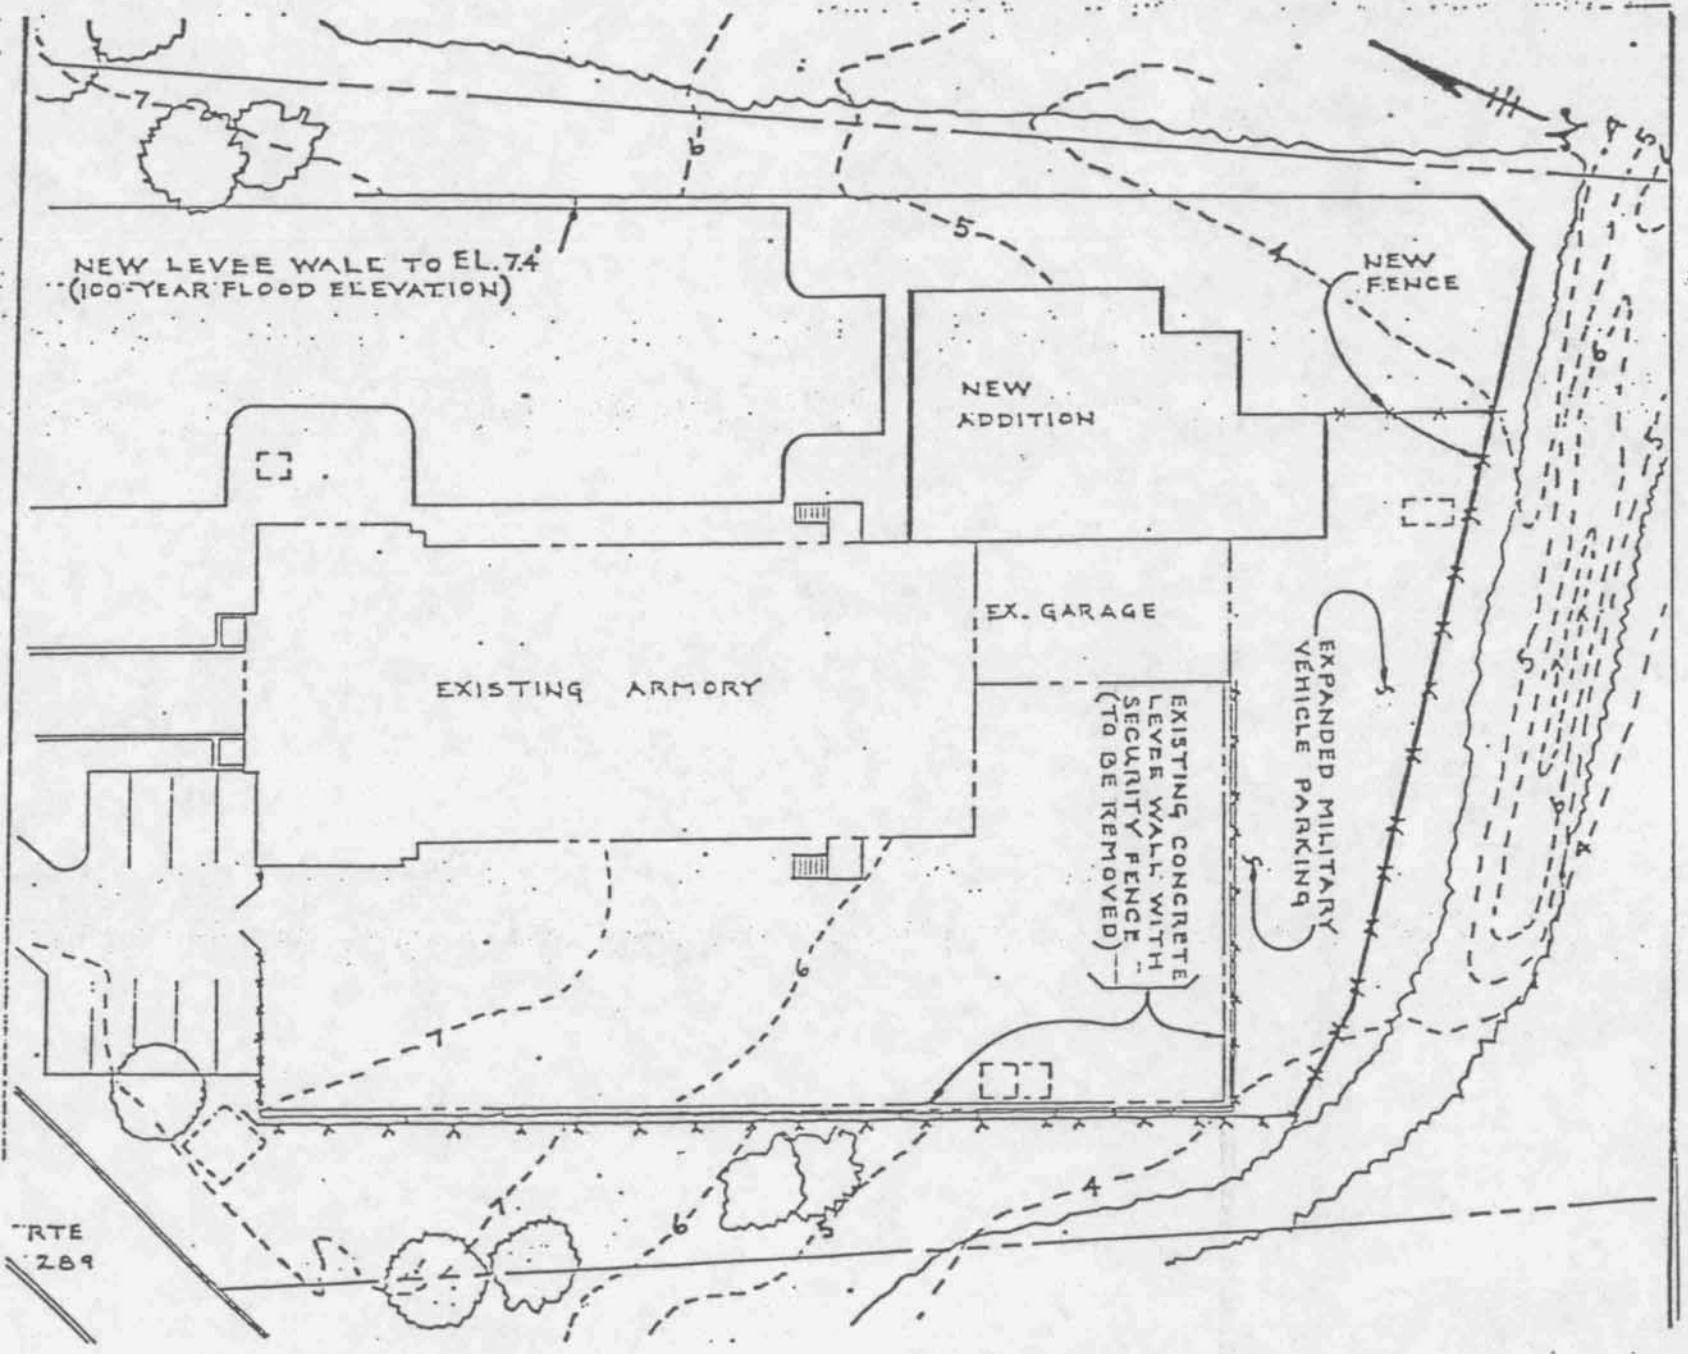 7
6
5
4
NEW LEVEE WALL TO EL. 7.4'
(100-YEAR FLOOD ELEVATION)
NEW
FENCE
4
5
6
NEW
ADDITION
5
EX. GARAGE
EXISTING ARMORY
EXISTING CONCRETE
LEVEE WALL WITH
SECURITY FENCE
(TO BE REMOVED)
EXPANDED MILITARY
VEHICLE PARKING
5
6
7
4
7
6
5
RTE
289